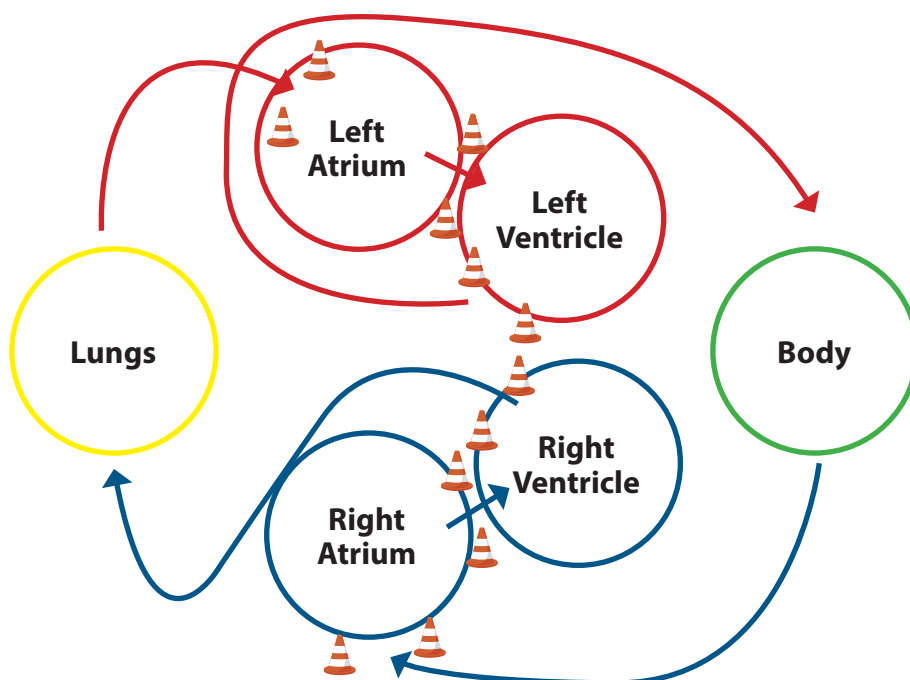 Left
Atrium
Left
Ventricle
Lungs
Body
Right
Ventricle
Right
Atrium